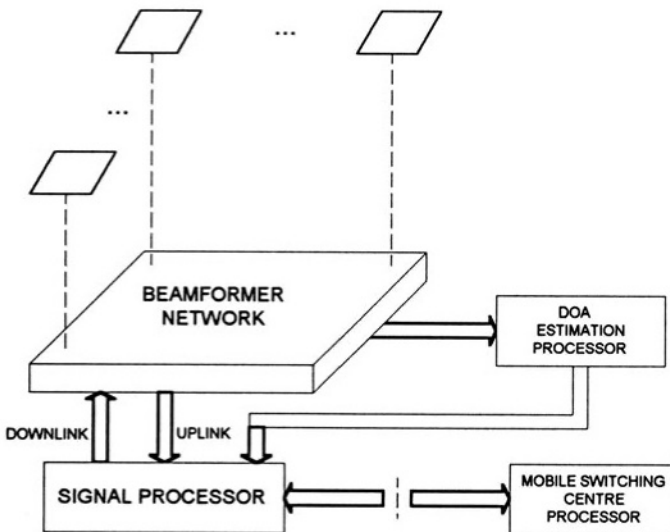 ...
...
BEAMFORMER
NETWORK
DOA
ESTIMATION
PROCESSOR
DOWNLINK
UPLINK
SIGNAL PROCESSOR
MOBILE SWITCHING
CENTRE
PROCESSOR